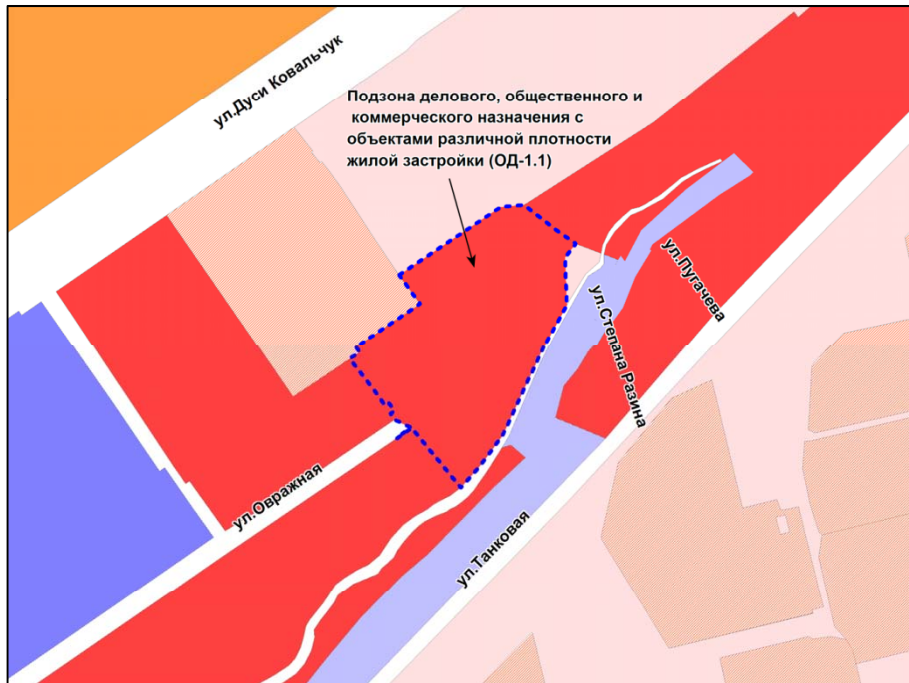 ул.Дуси Ковальчук
Подзона делового, общественного и
коммерческого назначения с
объектами различной плотности
жилой застройки (ОД-1.1)
ул.Пугачева
ул.Степана Разина
ул.Овражная
ул.Танковая